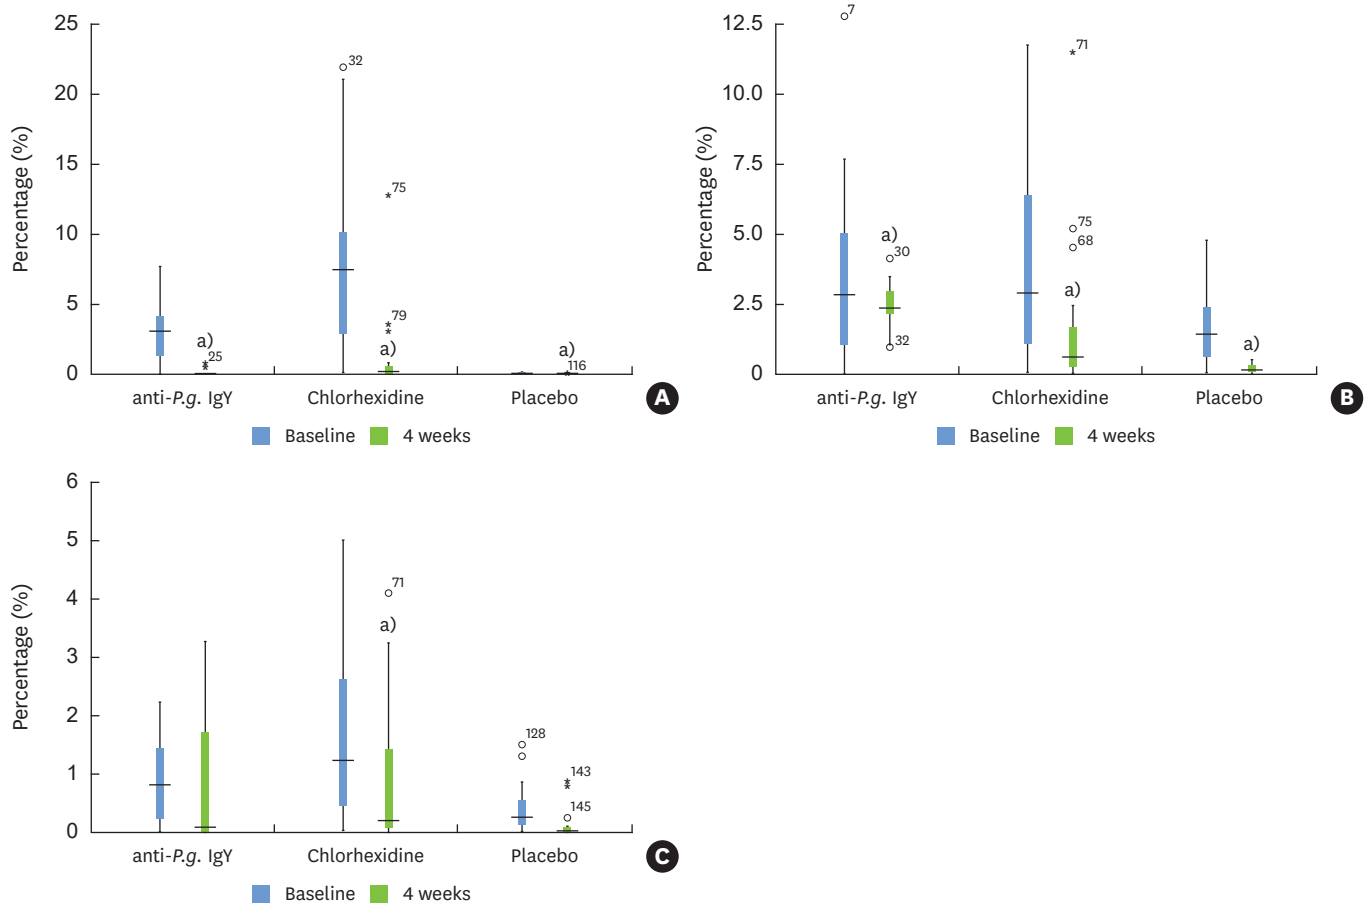 25
20
15
10
5
0
Percentage (%)
32
75
79
a)
25
a)
a)
116
anti-P.g. IgY
Chlorhexidine
Placebo
A
Baseline
4 weeks
12.5
10.0
7.5
5.0
2.5
0
Percentage (%)
7
71
75
68
a)
30
32
a)
a)
anti-P.g. IgY
Chlorhexidine
Placebo
B
Baseline
4 weeks
6
5
4
3
2
1
0
Percentage (%)
71
a)
128
143
145
anti-P.g. IgY
Chlorhexidine
Placebo
C
Baseline
4 weeks